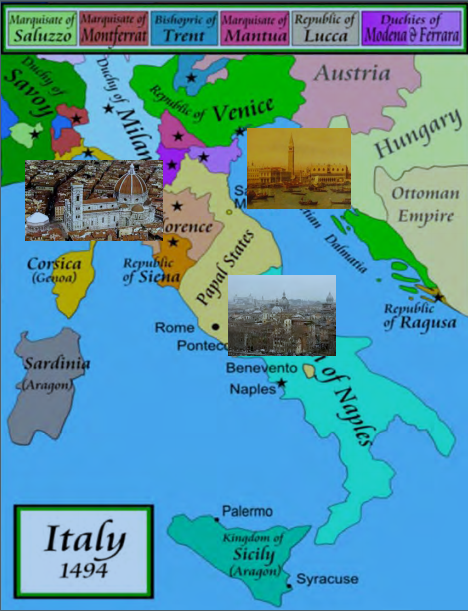 Marquisate of
Saluzzo
Marquisate of
Montferrat
Bishopric of
Trent
Marquisate of
Mantua
Republic of
Lucca
Duchies of
Modena & Ferrara
Duchy of
Savoy
Duchy of
Milan
Republic of Venice
Austria
Hungary
Ottoman
Empire
Dalmatia
Republic
of Ragusa
Papal States
Republic
of Siena
Corsica
(Genoa)
Rome
Sardinia
(Aragon)
Benevento
Naples
of Naples
Italy
1494
Palermo
Kingdom of
Sicily
(Aragon)
Syracuse